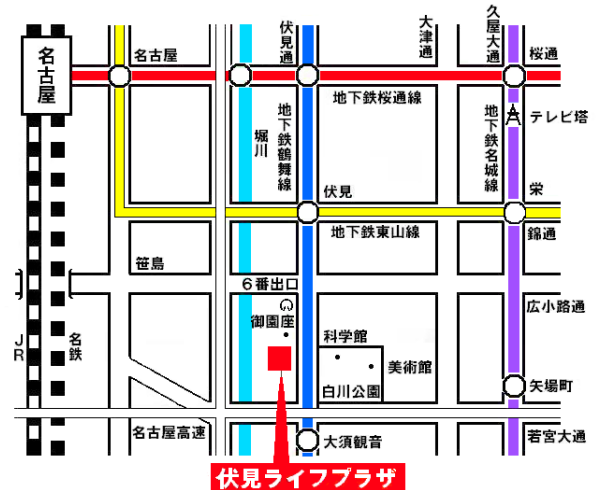 名古屋
名古屋
伏見通
大津通
久屋大通
桜通
地下鉄桜通線
堀川
地下鉄鶴舞線
地下鉄名城線
テレビ塔
伏見
栄
地下鉄東山線
錦通
笹島
6番出口
広小路通
御園座
科学館
JR
名鉄
美術館
白川公園
矢場町
名古屋高速
大須観音
若宮大通
伏見ライフプラザ